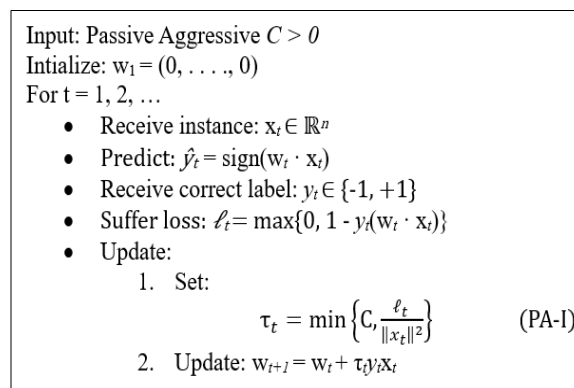 Input: Passive Aggressive C > 0
Intialize: w₁ = (0, . . . ., 0)
For t = 1, 2, …
• Receive instance: xₜ ∈ ℝⁿ
• Predict: ŷₜ = sign(wₜ · xₜ)
• Receive correct label: yₜ ∈ {-1, +1}
• Suffer loss: ℓₜ = max{0, 1 - yₜ(wₜ · xₜ)}
• Update:
1. Set:
τₜ = min {C, ℓₜ / ‖xₜ‖²} (PA-I)
2. Update: wₜ₊₁ = wₜ + τₜyₜxₜ